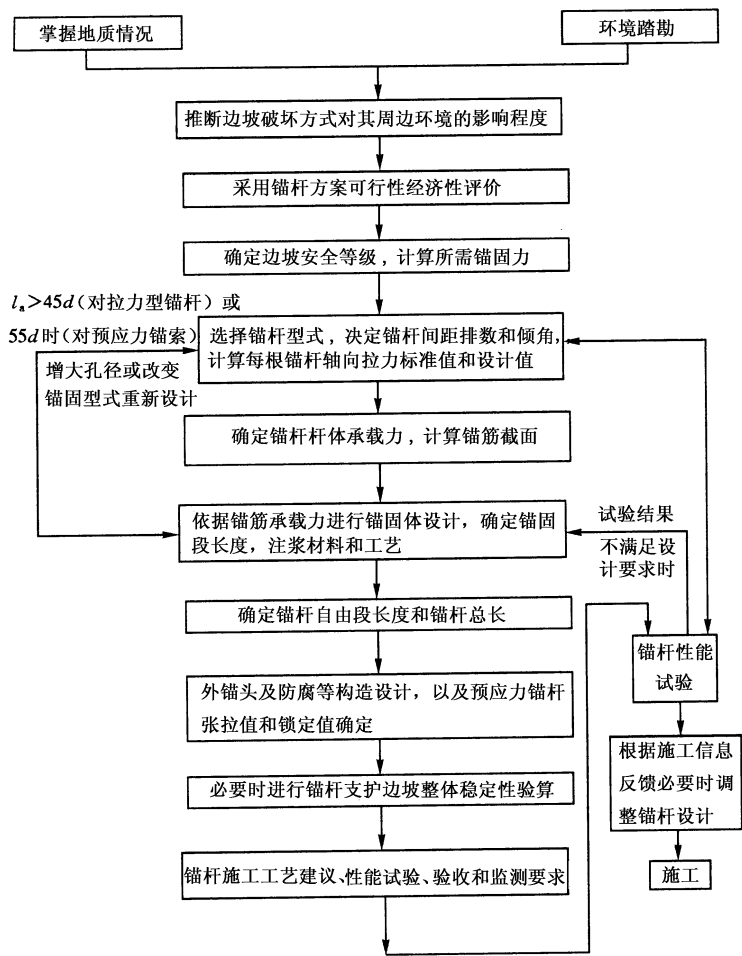 掌握地质情况
环境踏勘
推断边坡破坏方式对其周边环境的影响程度
采用锚杆方案可行性经济性评价
确定边坡安全等级，计算所需锚固力
la>45d（对拉力型锚杆）或
55d时（对预应力锚索）
选择锚杆型式，决定锚杆间距排数和倾角，
计算每根锚杆轴向拉力标准值和设计值
增大孔径或改变
锚固型式重新设计
确定锚杆杆体承载力，计算锚筋截面
依据锚筋承载力进行锚固体设计，确定锚固
段长度，注浆材料和工艺
试验结果
不满足设
计要求时
确定锚杆自由段长度和锚杆总长
锚杆性能
试验
外锚头及防腐等构造设计，以及预应力锚杆
张拉值和锁定值确定
根据施工信息
反馈必要时调
整锚杆设计
必要时进行锚杆支护边坡整体稳定性验算
锚杆施工工艺建议、性能试验、验收和监测要求
施工